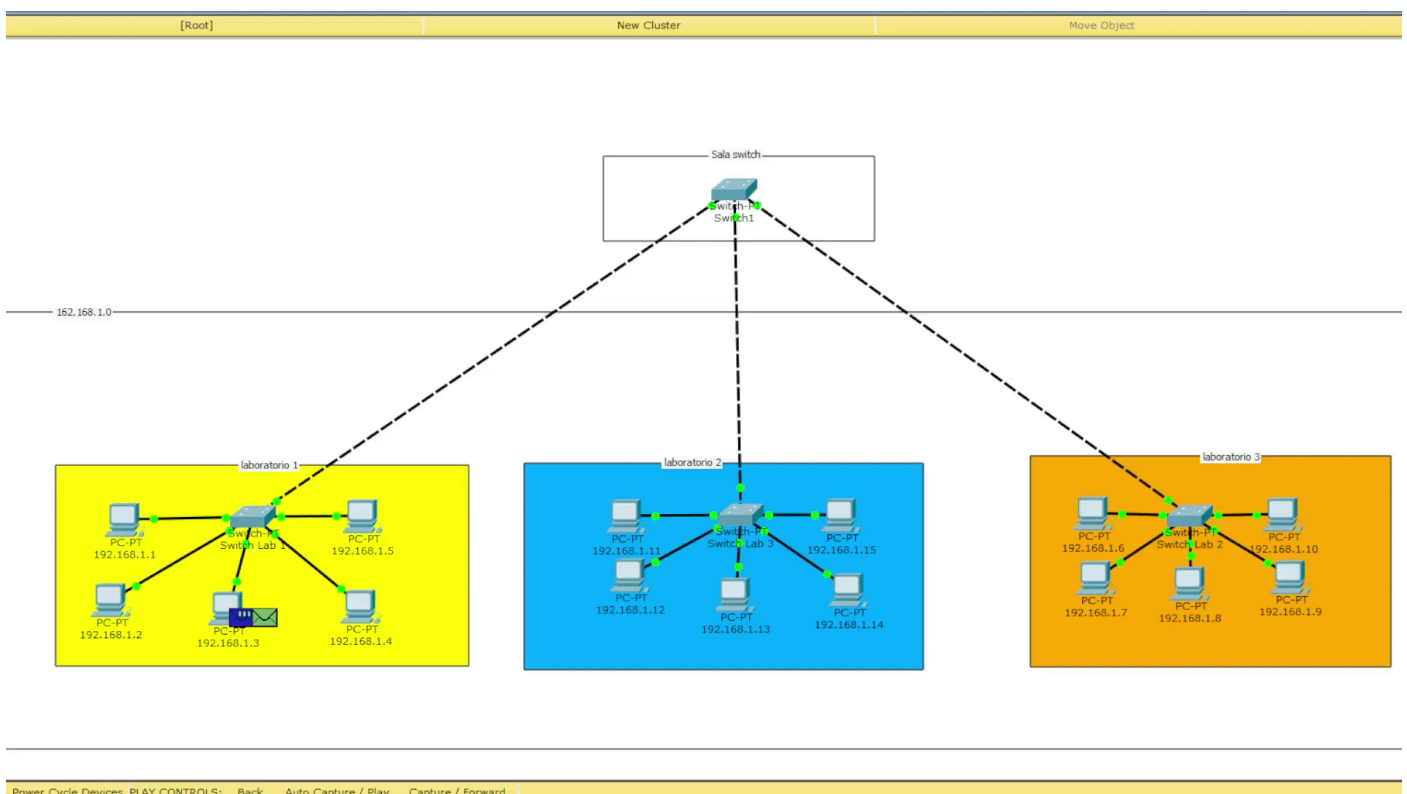 [Root] New Cluster Move Object
Sala switch
Switch-PT
Switch1
162.168.1.0
laboratorio 1
PC-PT
192.168.1.1
PC-PT
192.168.1.2
PC-PT
192.168.1.3
PC-PT
192.168.1.4
PC-PT
192.168.1.5
Switch-PT
Switch Lab 1
laboratorio 2
PC-PT
192.168.1.11
PC-PT
192.168.1.12
PC-PT
192.168.1.13
PC-PT
192.168.1.14
PC-PT
192.168.1.15
Switch-PT
Switch Lab 3
laboratorio 3
PC-PT
192.168.1.6
PC-PT
192.168.1.7
PC-PT
192.168.1.8
PC-PT
192.168.1.9
PC-PT
192.168.1.10
Switch-PT
Switch Lab 2
Power Cycle Devices PLAY CONTROLS: Back Auto Capture / Play Capture / Forward